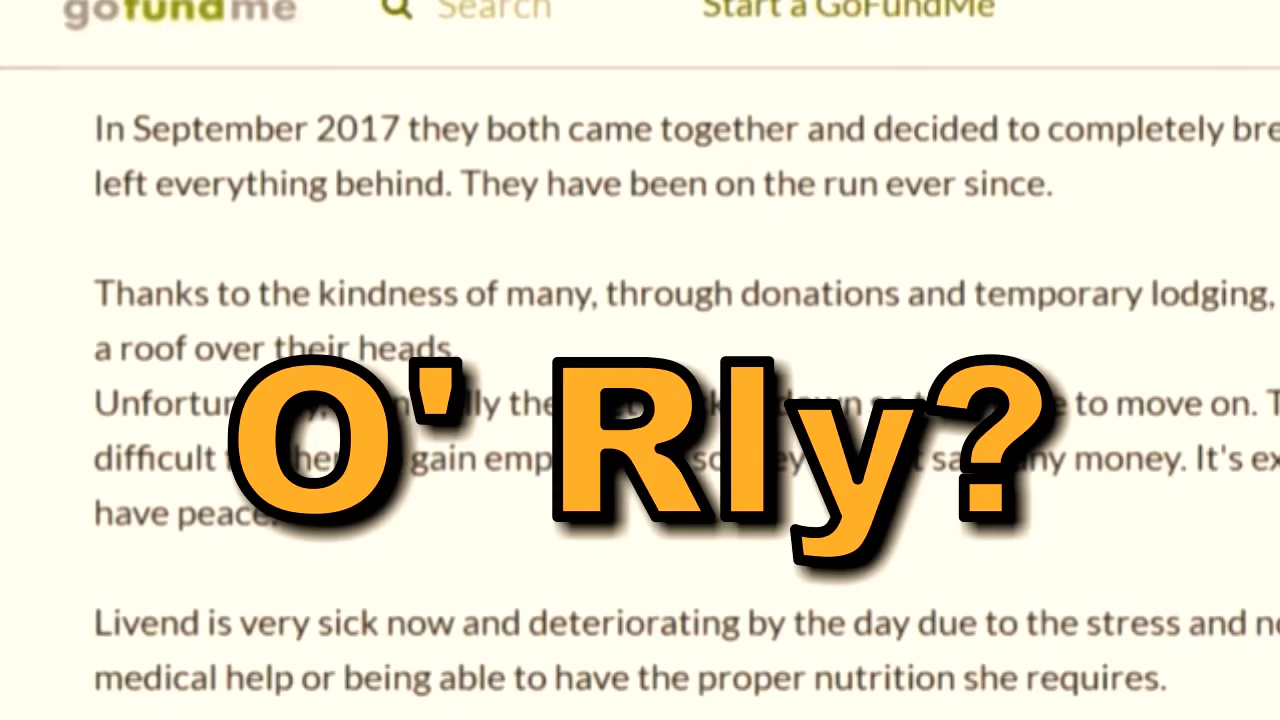 gofundme Search Start a GoFundMe
In September 2017 they both came together and decided to completely
left everything behind. They have been on the run ever since.
Thanks to the kindness of many, through donations and temporary lodging,
a roof over their heads.
O' Rly?
to move on.
difficult gain money. It's
have peace.
Livend is very sick now and deteriorating by the day due to the stress and
medical help or being able to have the proper nutrition she requires.